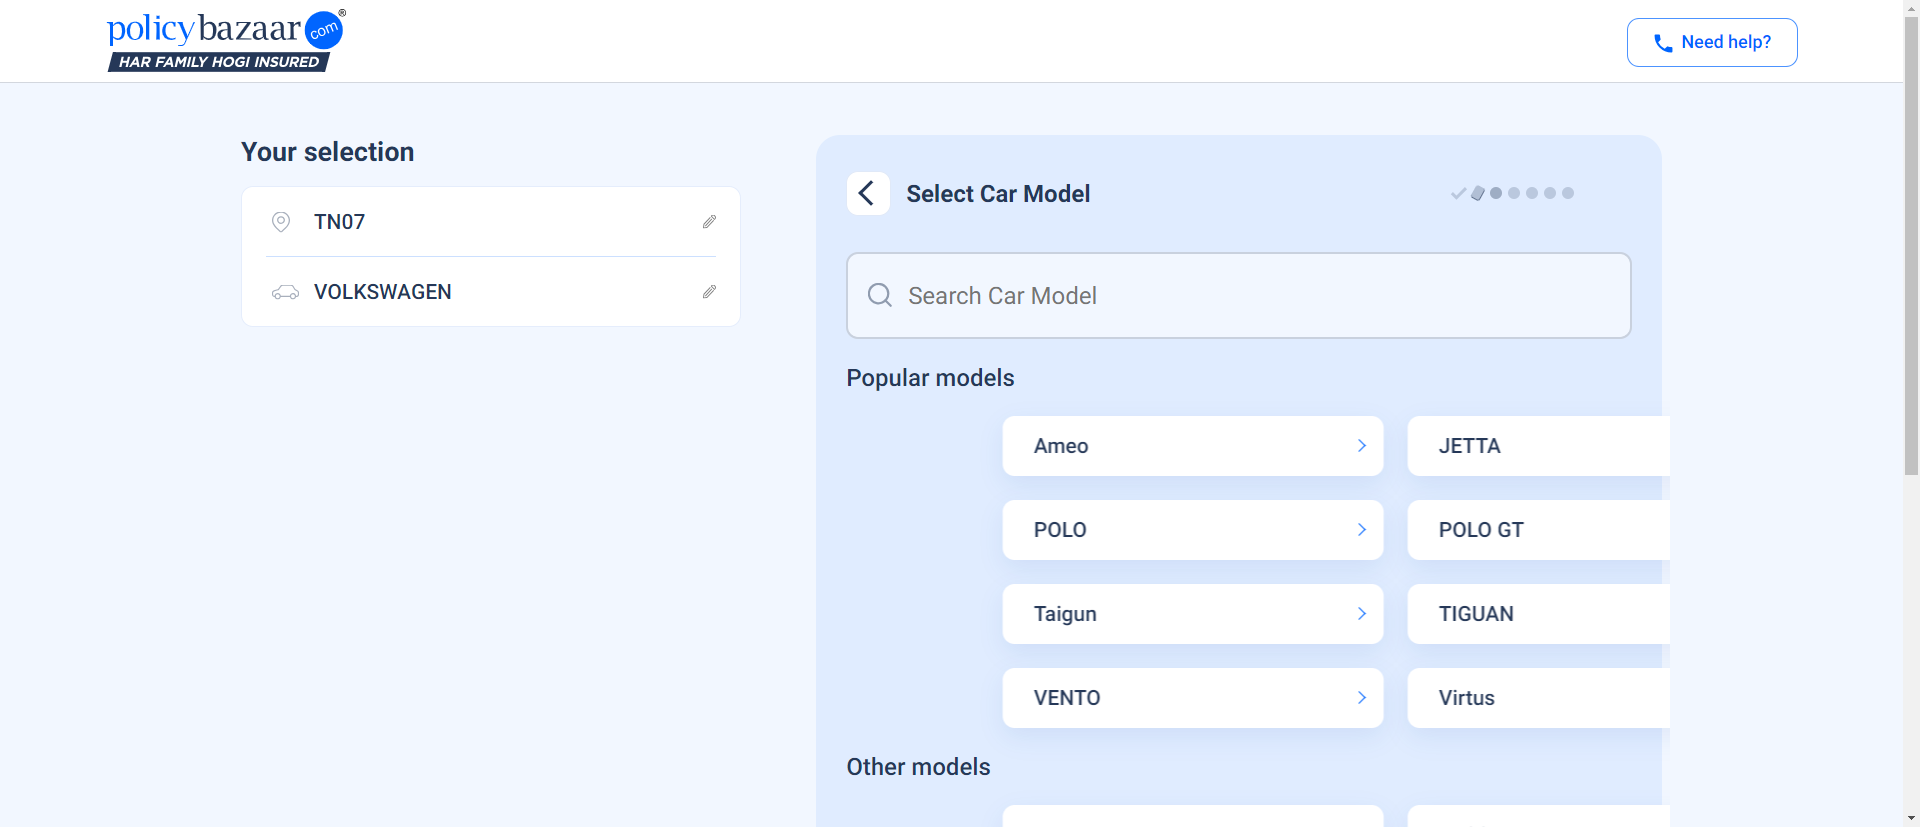 policybazaar com ®
HAR FAMILY HOGI INSURED
Need help?
Your selection
TN07
VOLKSWAGEN
Select Car Model
Search Car Model
Popular models
Ameo
JETTA
POLO
POLO GT
Taigun
TIGUAN
VENTO
Virtus
Other models